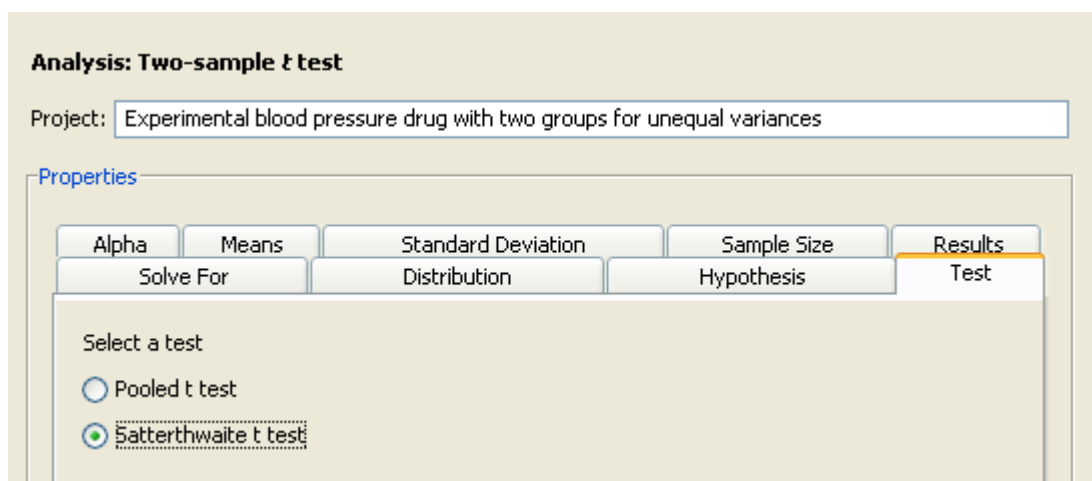 Analysis: Two-sample t test
Project: Experimental blood pressure drug with two groups for unequal variances
Properties
Alpha Means Standard Deviation Sample Size Results
Solve For Distribution Hypothesis Test
Select a test
Pooled t test
Satterthwaite t test